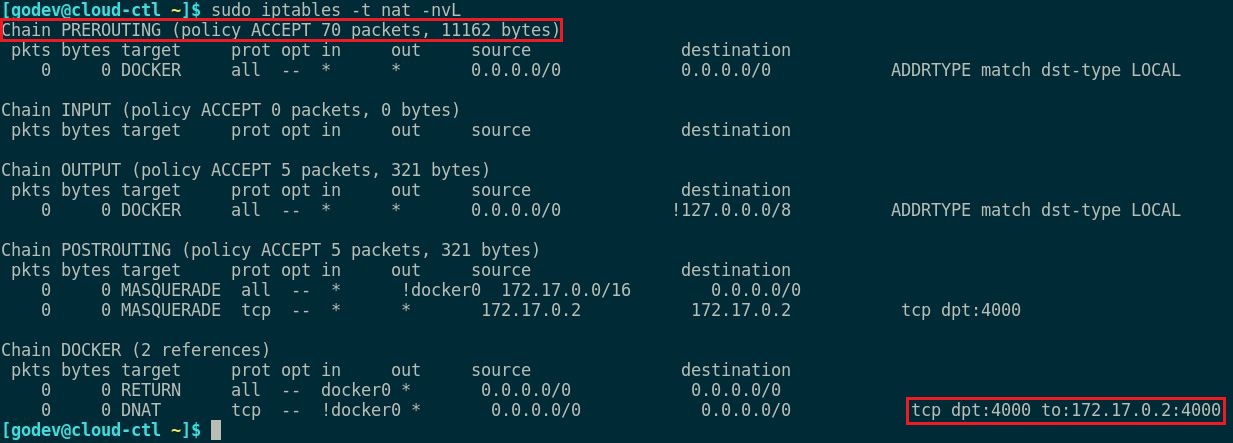 [godev@cloud-ctl ~]$ sudo iptables -t nat -nvL
Chain PREROUTING (policy ACCEPT 70 packets, 11162 bytes)
 pkts bytes target     prot opt in     out     source               destination
    0     0 DOCKER     all  --  *      *       0.0.0.0/0            0.0.0.0/0            ADDRTYPE match dst-type LOCAL

Chain INPUT (policy ACCEPT 0 packets, 0 bytes)
 pkts bytes target     prot opt in     out     source               destination

Chain OUTPUT (policy ACCEPT 5 packets, 321 bytes)
 pkts bytes target     prot opt in     out     source               destination
    0     0 DOCKER     all  --  *      *       0.0.0.0/0           !127.0.0.0/8          ADDRTYPE match dst-type LOCAL

Chain POSTROUTING (policy ACCEPT 5 packets, 321 bytes)
 pkts bytes target     prot opt in     out     source               destination
    0     0 MASQUERADE  all  --  *      !docker0  172.17.0.0/16        0.0.0.0/0
    0     0 MASQUERADE  tcp  --  *      *       172.17.0.2           172.17.0.2           tcp dpt:4000

Chain DOCKER (2 references)
 pkts bytes target     prot opt in     out     source               destination
    0     0 RETURN     all  --  docker0 *       0.0.0.0/0            0.0.0.0/0
    0     0 DNAT       tcp  --  !docker0 *       0.0.0.0/0            0.0.0.0/0            tcp dpt:4000 to:172.17.0.2:4000
[godev@cloud-ctl ~]$